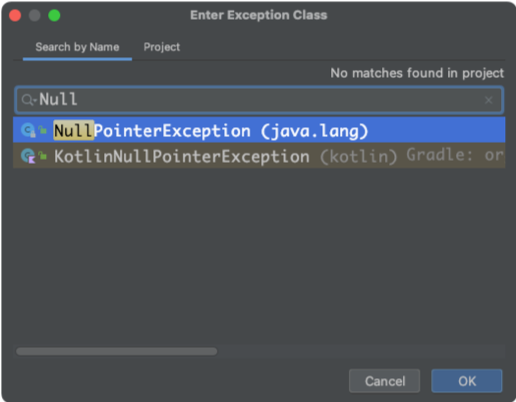 Enter Exception Class
Search by Name Project
No matches found in project
Null
NullPointerException (java.lang)
KotlinNullPointerException (kotlin) Gradle: or
Cancel OK